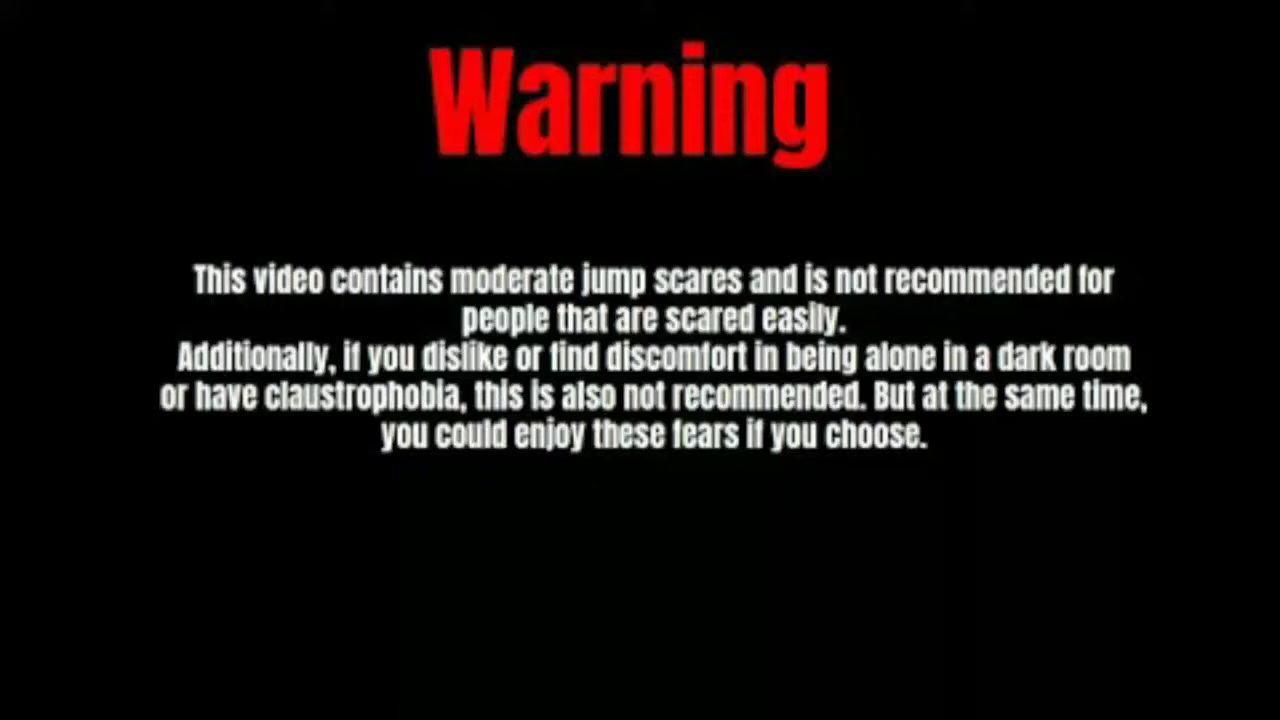 Warning
This video contains moderate jump scares and is not recommended for
people that are scared easily.
Additionally, if you dislike or find discomfort in being alone in a dark room
or have claustrophobia, this is also not recommended. But at the same time,
you could enjoy these fears if you choose.